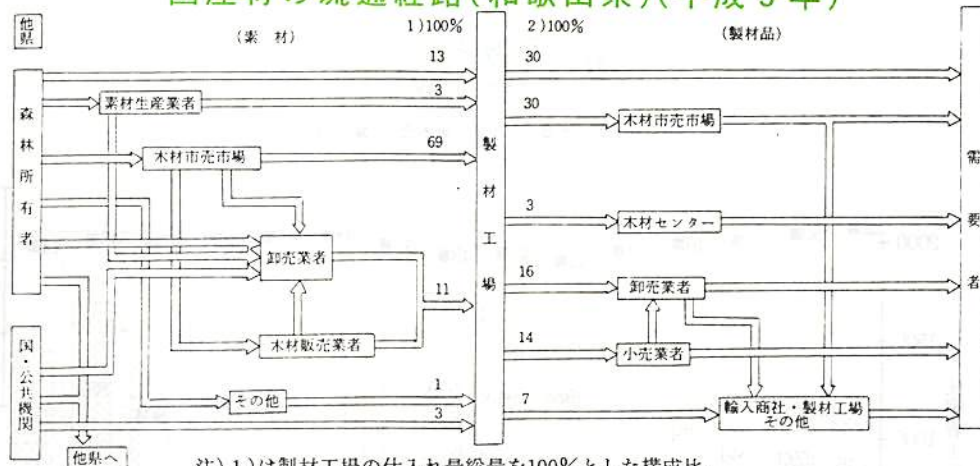 国産材の流通経路(和歌山県)(平成5年)
他県
(素 材)
1)100%
2)100%
(製材品)
森林所有者
国・公共機関
素材生産業者
木材市売市場
卸売業者
木材販売業者
その他
他県へ
13
3
69
11
1
3
製材工場
30
30
3
16
14
7
木材市売市場
木材センター
卸売業者
小売業者
輸入商社・製材工場
その他
需要者
注)1)は製材工場の仕入れ量総量を100%とした構成比